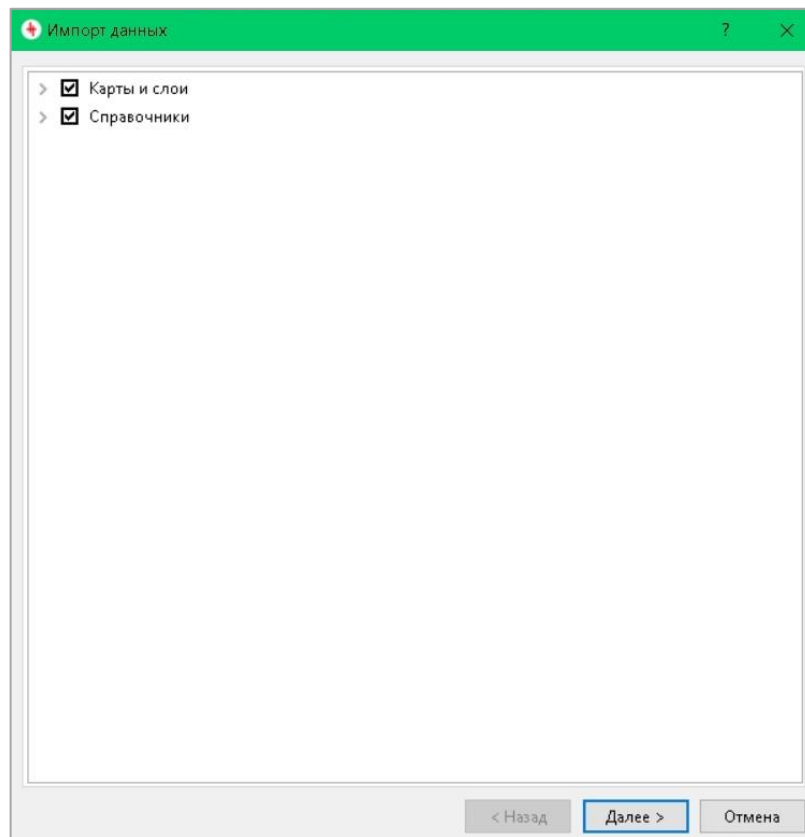 Импорт данных ?
Карты и слои
Справочники
< Назад Далее > Отмена